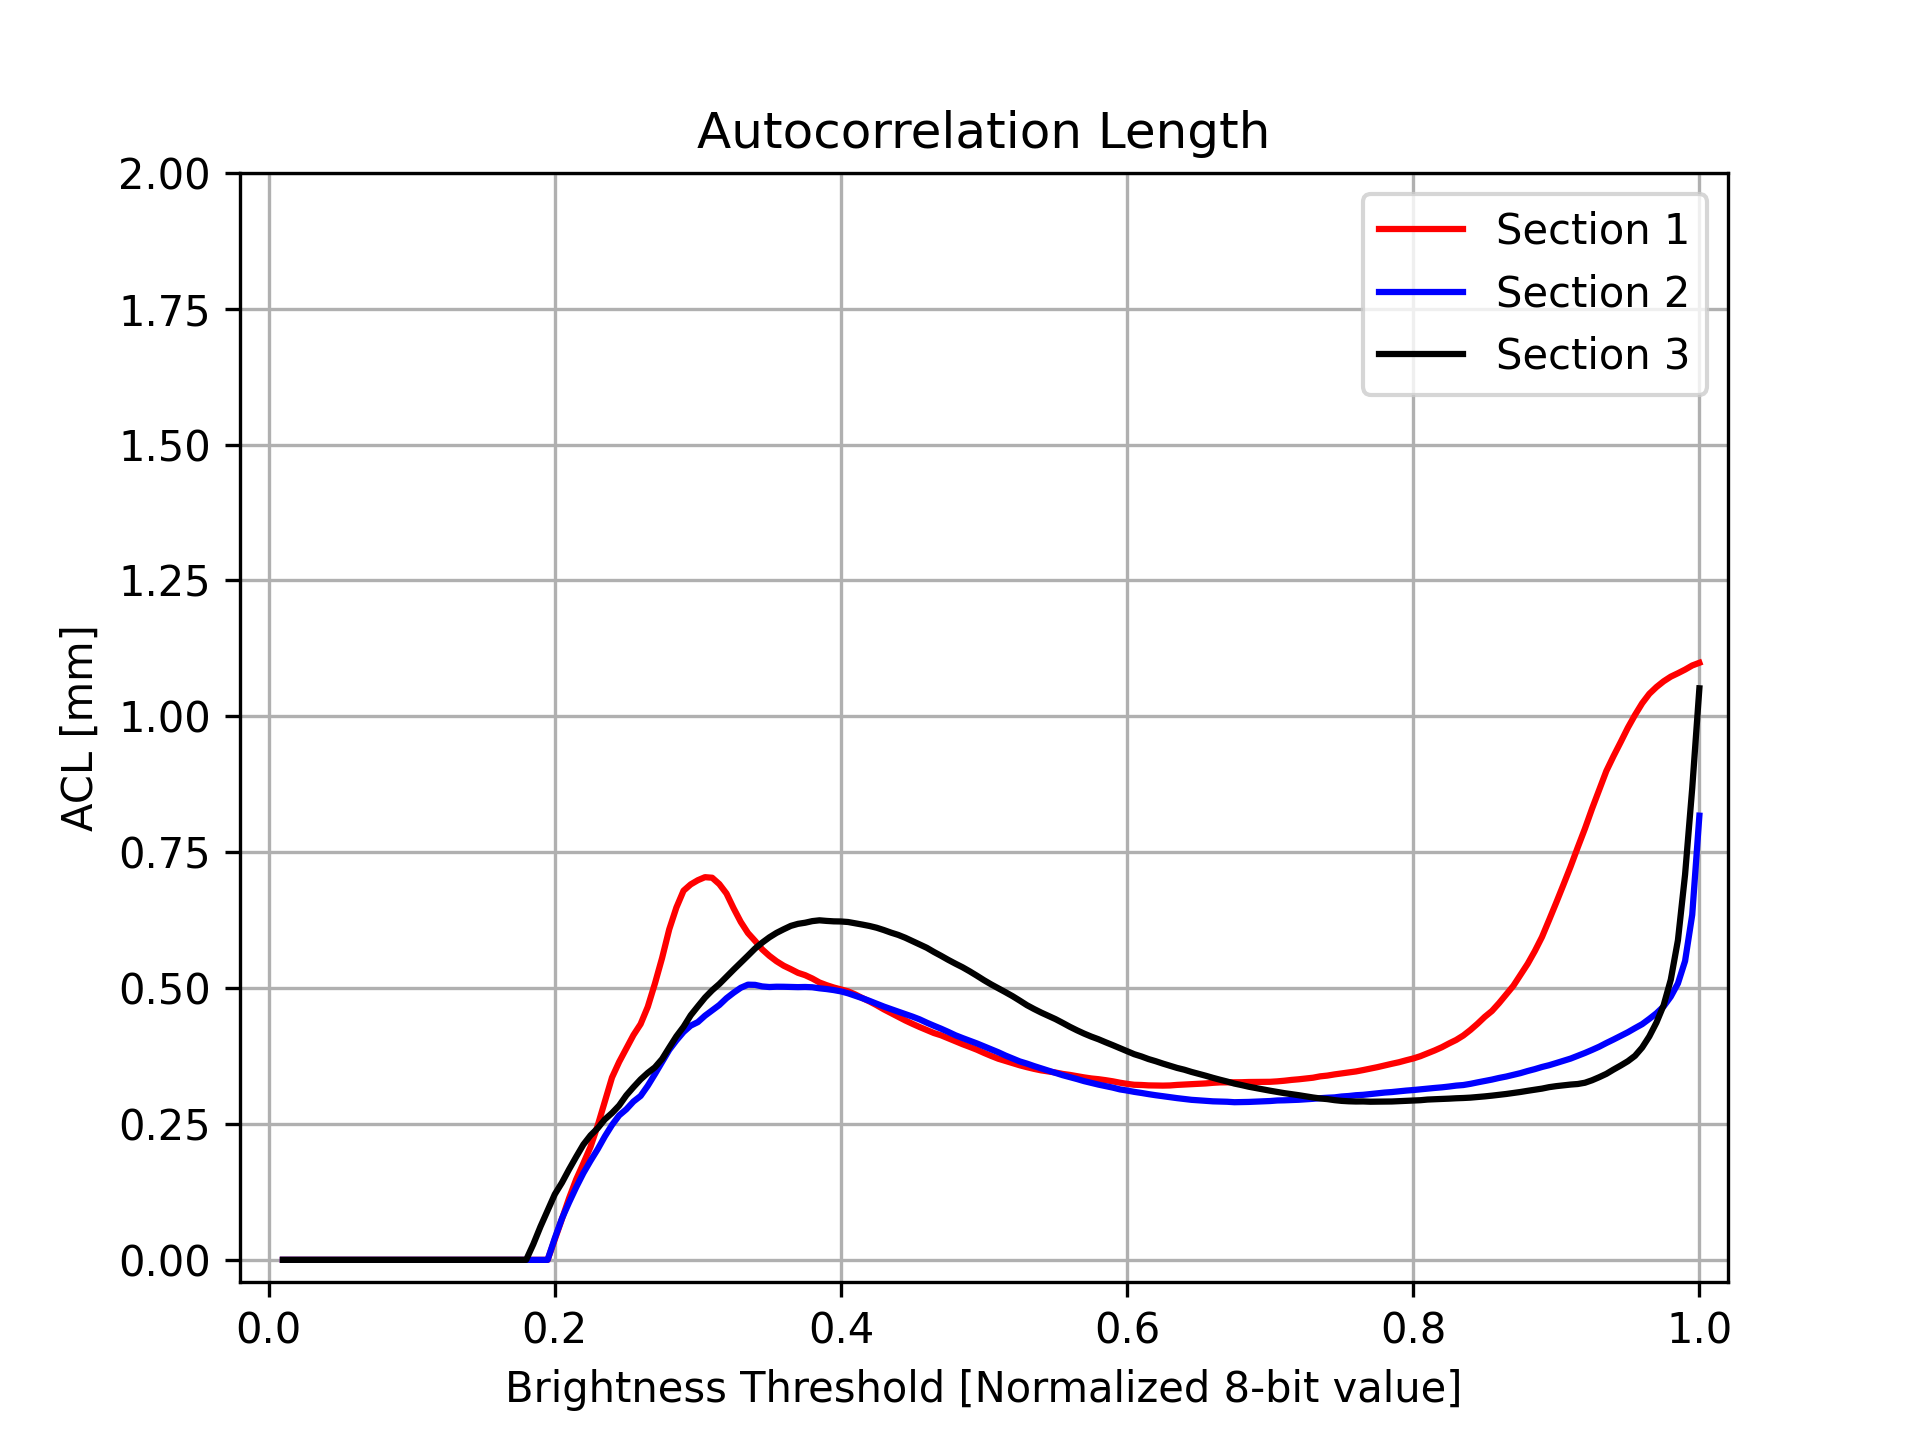 Autocorrelation Length
2.00
1.75
1.50
1.25
1.00
0.75
0.50
0.25
0.00
ACL [mm]
Section 1
Section 2
Section 3
0.0 0.2 0.4 0.6 0.8 1.0
Brightness Threshold [Normalized 8-bit value]